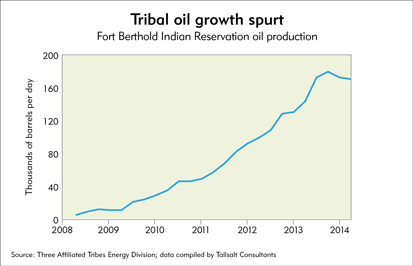 Tribal oil growth spurt
Fort Berthold Indian Reservation oil production
Thousands of barrels per day
200
160
120
80
40
0
2008 2009 2010 2011 2012 2013 2014
Source: Three Affiliated Tribes Energy Division; data compiled by Tallsalt Consultants